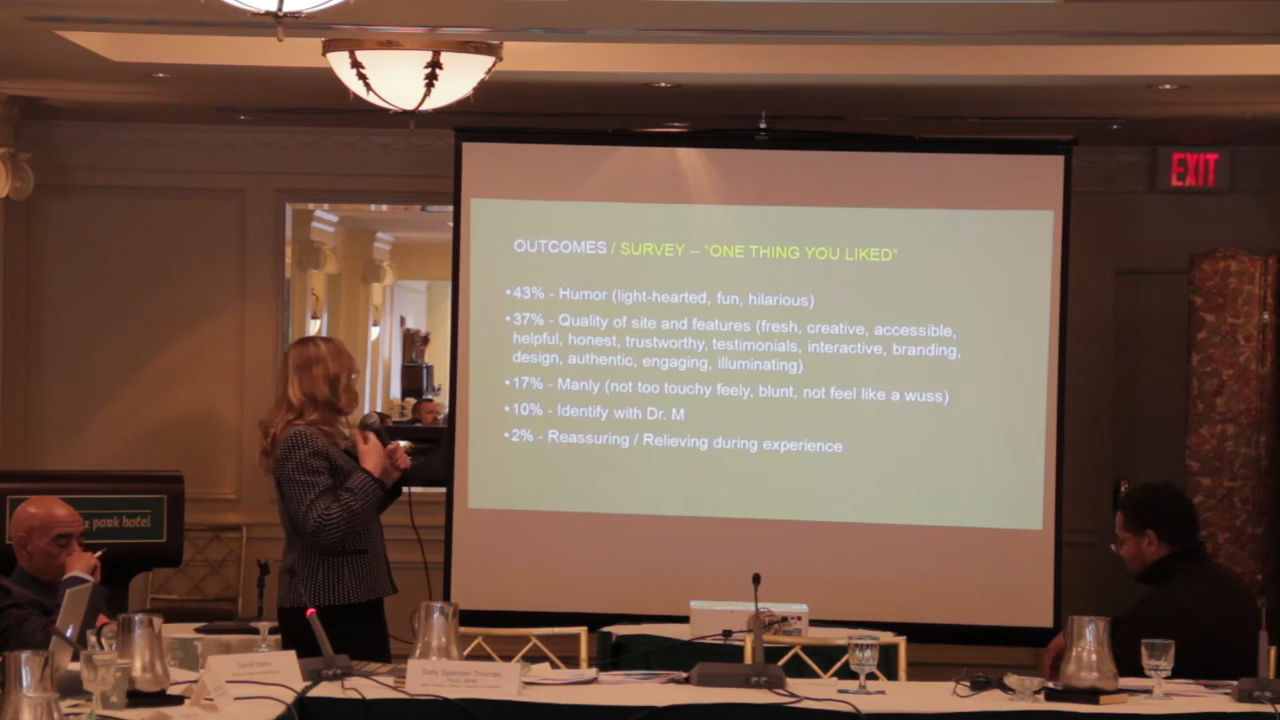 EXIT
OUTCOMES / SURVEY – “ONE THING YOU LIKED”
•43% - Humor (light-hearted, fun, hilarious)
•37% - Quality of site and features (fresh, creative, accessible,
helpful, honest, trustworthy, testimonials, interactive, branding,
design, authentic, engaging, illuminating)
•17% - Manly (not too touchy feely, blunt, not feel like a wuss)
•10% - Identify with Dr. M
•2% - Reassuring / Relieving during experience
park hotel
Sally Spencer-Thomas